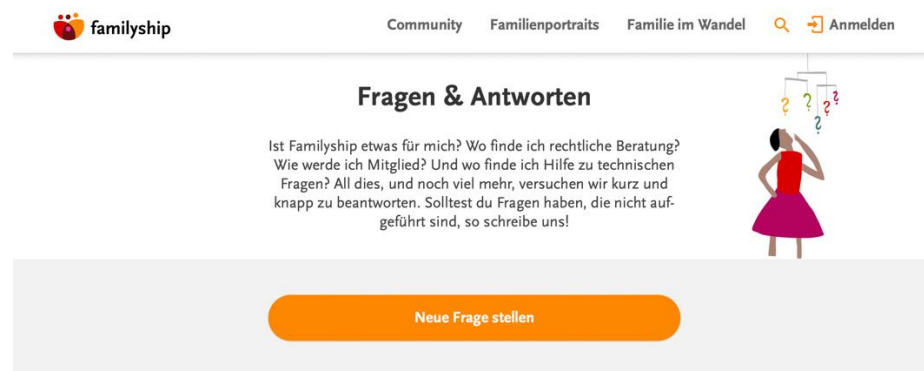 familyship
Community Familienportraits Familie im Wandel Anmelden
Fragen & Antworten
Ist Familyship etwas für mich? Wo finde ich rechtliche Beratung?
Wie werde ich Mitglied? Und wo finde ich Hilfe zu technischen
Fragen? All dies, und noch viel mehr, versuchen wir kurz und
knapp zu beantworten. Solltest du Fragen haben, die nicht auf-
geführt sind, so schreibe uns!
? ? ? ? ?
Neue Frage stellen